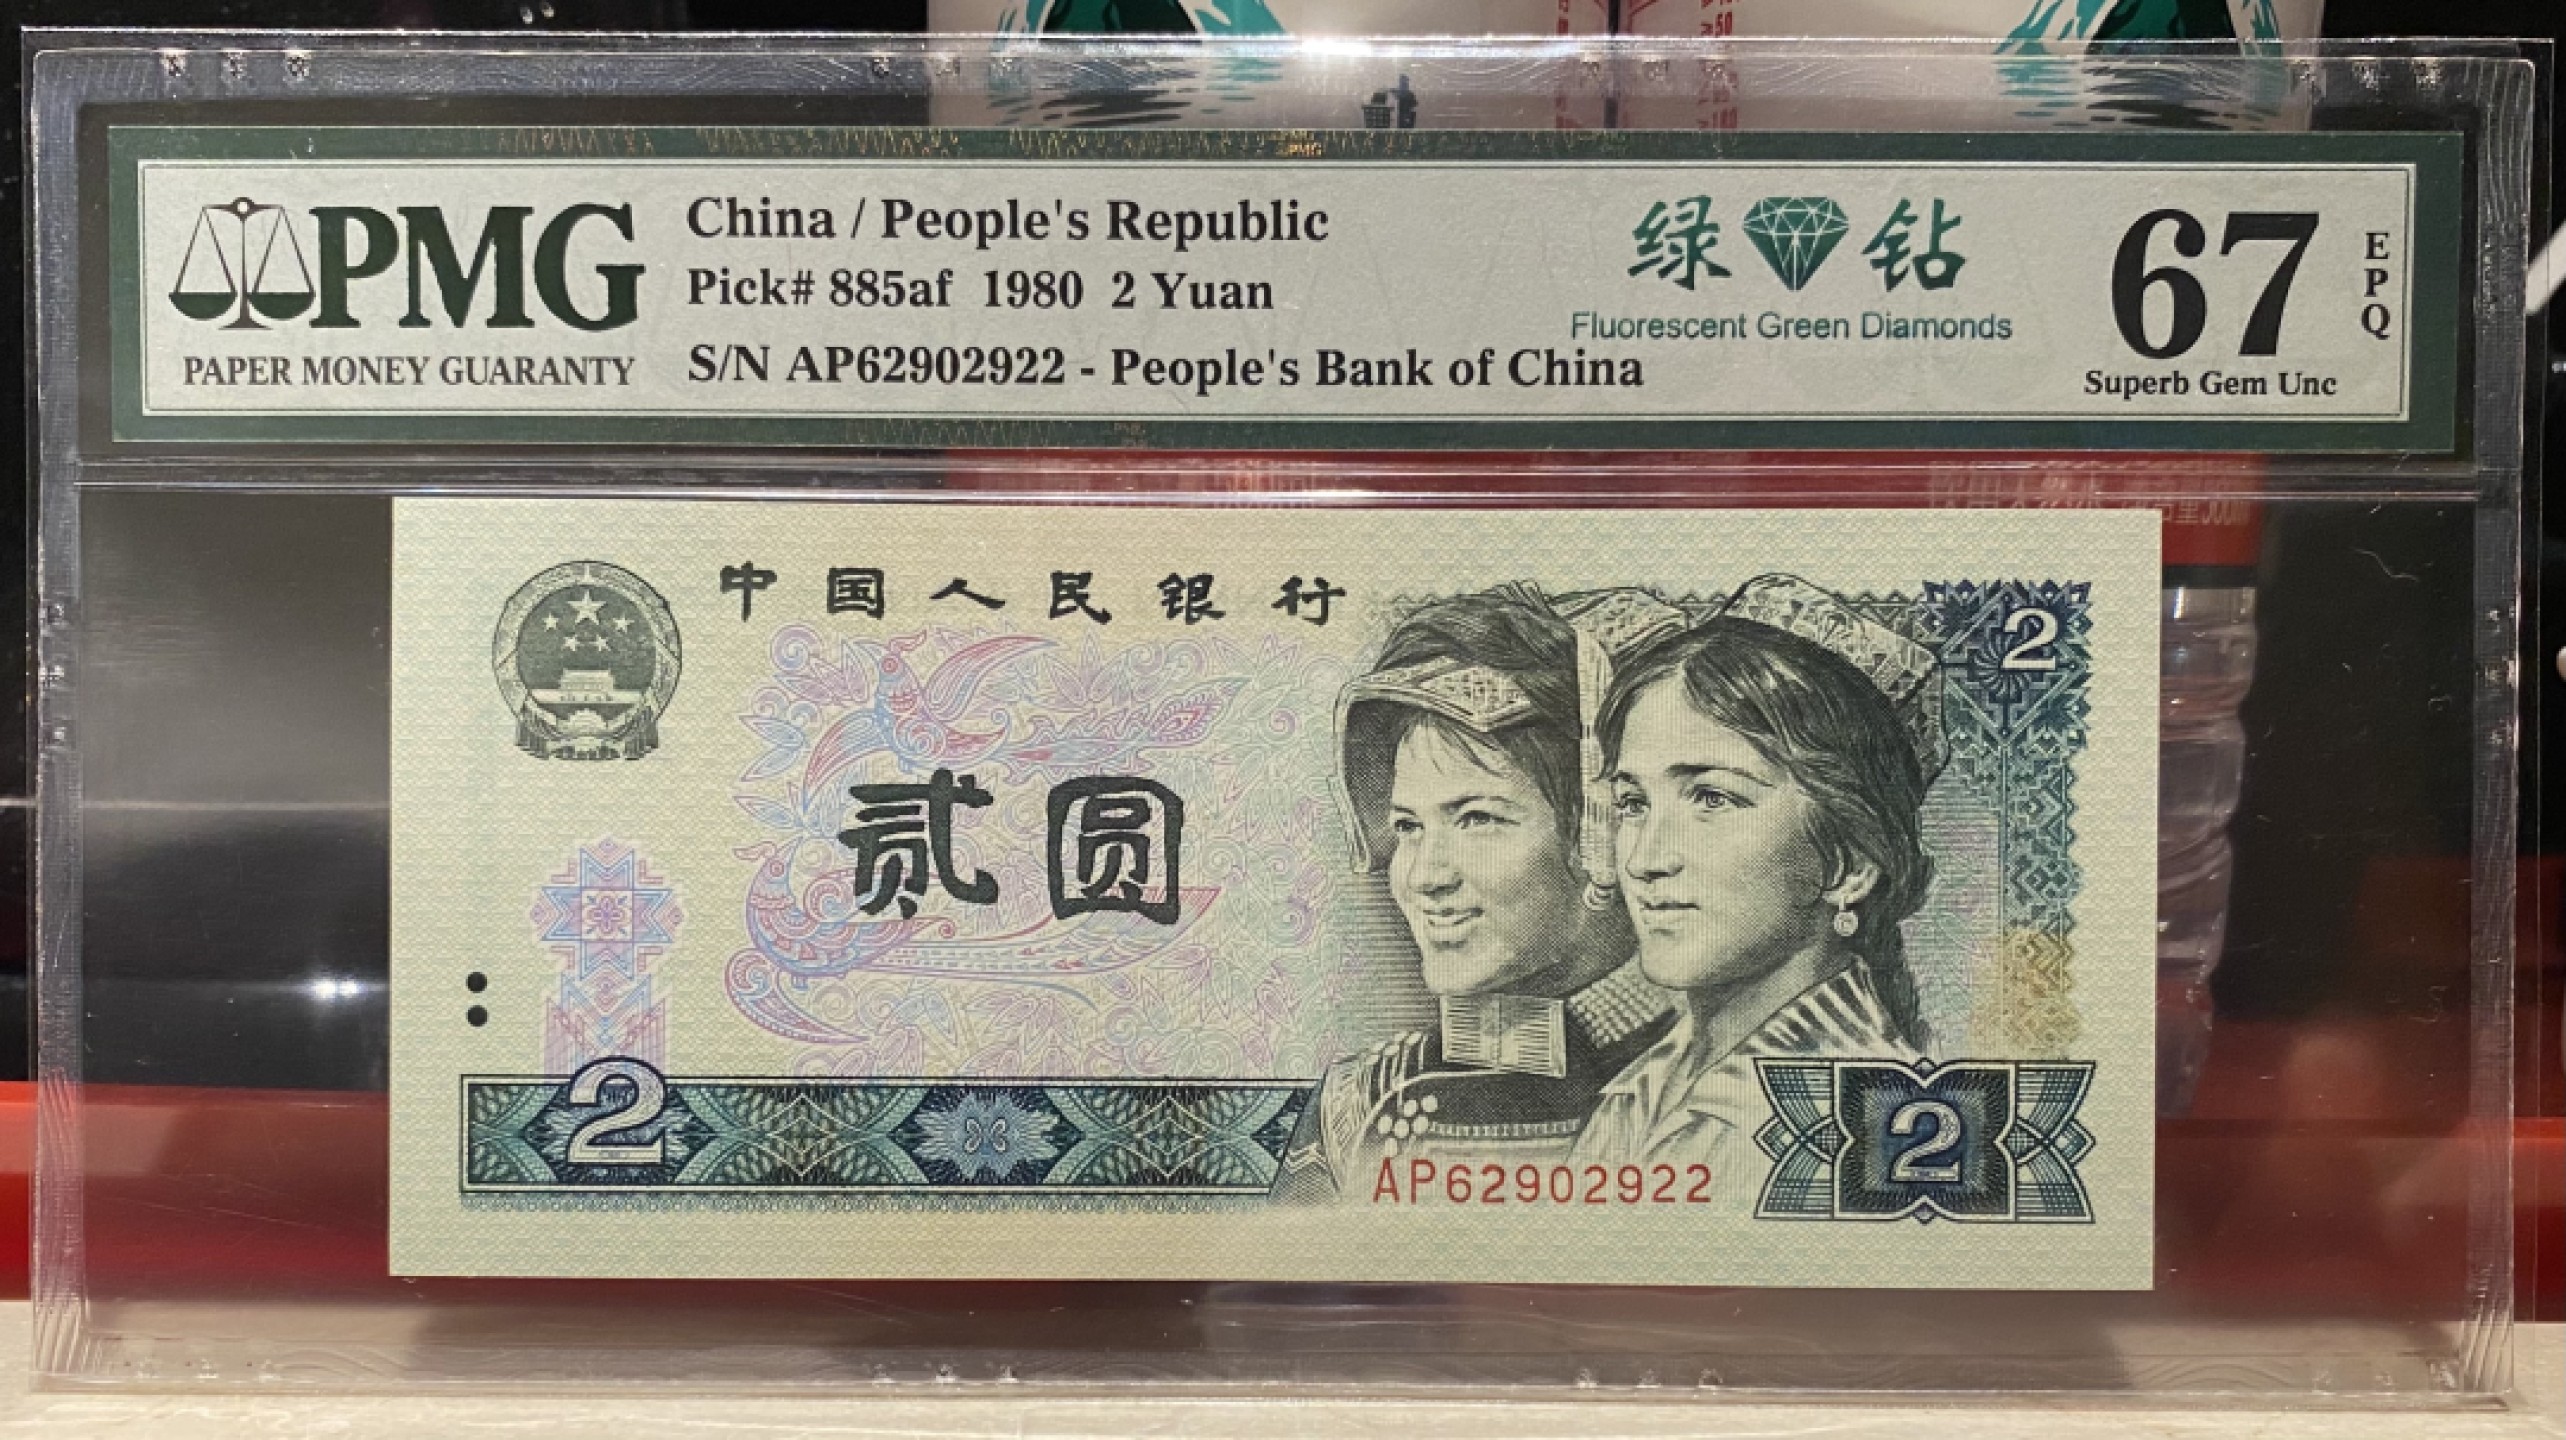 PMG
PAPER MONEY GUARANTY
China / People's Republic
Pick# 885af 1980 2 Yuan
S/N AP62902922 - People's Bank of China
绿 钻
Fluorescent Green Diamonds
67
EPQ
Superb Gem Unc
中国人民银行
2
贰圆
2
AP62902922
2